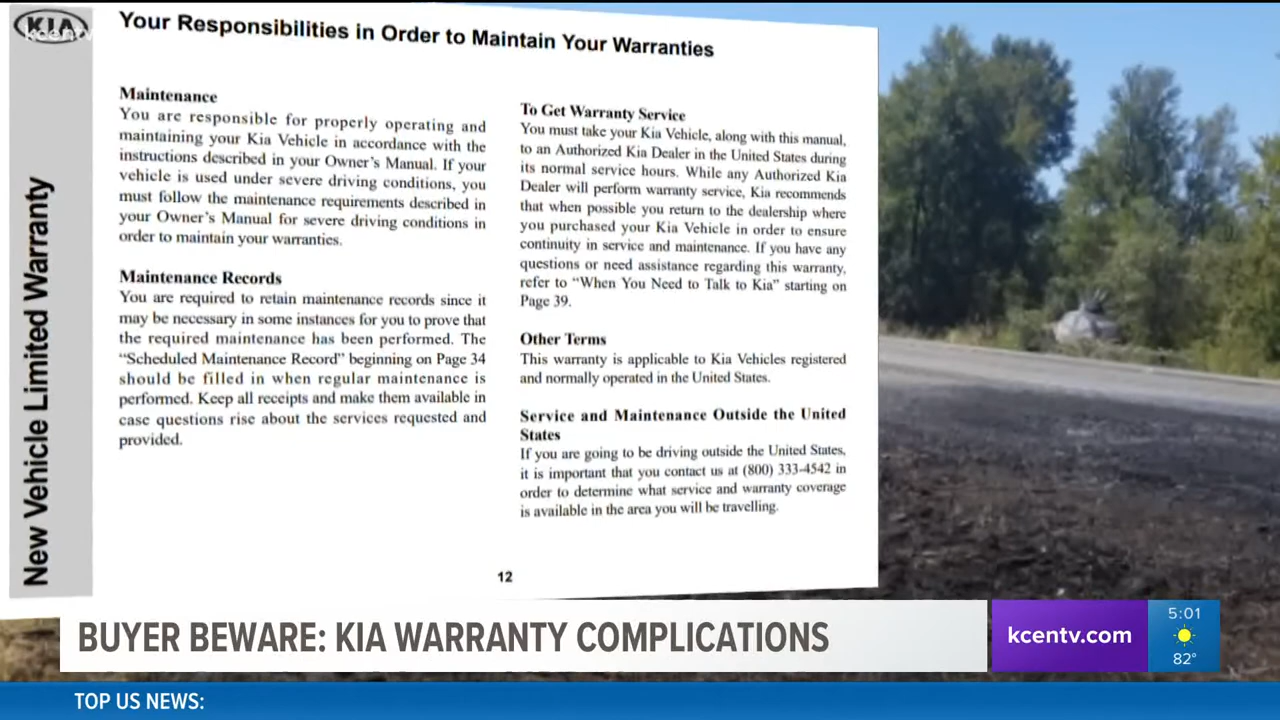 KIA
kcentv
Your Responsibilities in Order to Maintain Your Warranties
New Vehicle Limited Warranty
Maintenance
You are responsible for properly operating and
maintaining your Kia Vehicle in accordance with the
instructions described in your Owner's Manual. If your
vehicle is used under severe driving conditions, you
must follow the maintenance requirements described in
your Owner's Manual for severe driving conditions in
order to maintain your warranties.
Maintenance Records
You are required to retain maintenance records since it
may be necessary in some instances for you to prove that
the required maintenance has been performed. The
“Scheduled Maintenance Record” beginning on Page 34
should be filled in when regular maintenance is
performed. Keep all receipts and make them available in
case questions rise about the services requested and
provided.
To Get Warranty Service
You must take your Kia Vehicle, along with this manual,
to an Authorized Kia Dealer in the United States during
its normal service hours. While any Authorized Kia
Dealer will perform warranty service, Kia recommends
that when possible you return to the dealership where
you purchased your Kia Vehicle in order to ensure
continuity in service and maintenance. If you have any
questions or need assistance regarding this warranty,
refer to “When You Need to Talk to Kia” starting on
Page 39.
Other Terms
This warranty is applicable to Kia Vehicles registered
and normally operated in the United States.
Service and Maintenance Outside the United
States
If you are going to be driving outside the United States,
it is important that you contact us at (800) 333-4542 in
order to determine what service and warranty coverage
is available in the area you will be travelling.
12
BUYER BEWARE: KIA WARRANTY COMPLICATIONS
kcentv.com
5:01
82°
TOP US NEWS: